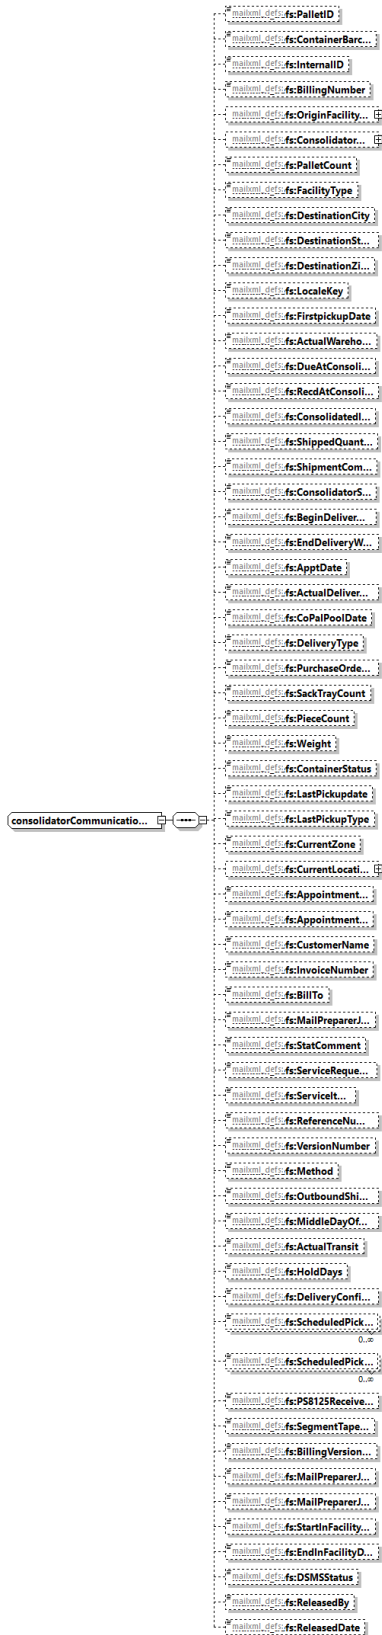 mailxml_defs:fs:PalletID
mailxml_defs:fs:ContainerBarc...
mailxml_defs:fs:InternalID
mailxml_defs:fs:BillingNumber
mailxml_defs:fs:OriginFacility...
mailxml_defs:fs:Consolidator...
mailxml_defs:fs:PalletCount
mailxml_defs:fs:FacilityType
mailxml_defs:fs:DestinationCity
mailxml_defs:fs:DestinationSt...
mailxml_defs:fs:DestinationZi...
mailxml_defs:fs:LocaleKey
mailxml_defs:fs:FirstpickupDate
mailxml_defs:fs:ActualWareho...
mailxml_defs:fs:DueAtConsoli...
mailxml_defs:fs:RecdAtConsoli...
mailxml_defs:fs:ConsolidatedI...
mailxml_defs:fs:ShippedQuant...
mailxml_defs:fs:ShipmentCom...
mailxml_defs:fs:ConsolidatorS...
mailxml_defs:fs:BeginDeliver...
mailxml_defs:fs:EndDeliveryW...
mailxml_defs:fs:ApptDate
mailxml_defs:fs:ActualDeliver...
mailxml_defs:fs:CoPalPoolDate
mailxml_defs:fs:DeliveryType
mailxml_defs:fs:PurchaseOrde...
mailxml_defs:fs:SackTrayCount
mailxml_defs:fs:PieceCount
mailxml_defs:fs:Weight
mailxml_defs:fs:ContainerStatus
mailxml_defs:fs:LastPickupdate
consolidatorCommunicatio...
mailxml_defs:fs:LastPickupType
mailxml_defs:fs:CurrentZone
mailxml_defs:fs:CurrentLocati...
mailxml_defs:fs:Appointment...
mailxml_defs:fs:Appointment...
mailxml_defs:fs:CustomerName
mailxml_defs:fs:InvoiceNumber
mailxml_defs:fs:BillTo
mailxml_defs:fs:MailPreparerJ...
mailxml_defs:fs:StatComment
mailxml_defs:fs:ServiceReque...
mailxml_defs:fs:ServiceIt...
mailxml_defs:fs:ReferenceNu...
mailxml_defs:fs:VersionNumber
mailxml_defs:fs:Method
mailxml_defs:fs:OutboundShi...
mailxml_defs:fs:MiddleDayOf...
mailxml_defs:fs:ActualTransit
mailxml_defs:fs:HoldDays
mailxml_defs:fs:DeliveryConfi...
mailxml_defs:fs:ScheduledPick...
0..∞
mailxml_defs:fs:ScheduledPick...
0..∞
mailxml_defs:fs:PS8125Receive...
mailxml_defs:fs:SegmentTape...
mailxml_defs:fs:BillingVersion...
mailxml_defs:fs:MailPreparerJ...
mailxml_defs:fs:MailPreparerJ...
mailxml_defs:fs:StartInFacility...
mailxml_defs:fs:EndInFacilityD...
mailxml_defs:fs:DSMSStatus
mailxml_defs:fs:ReleasedBy
mailxml_defs:fs:ReleasedDate